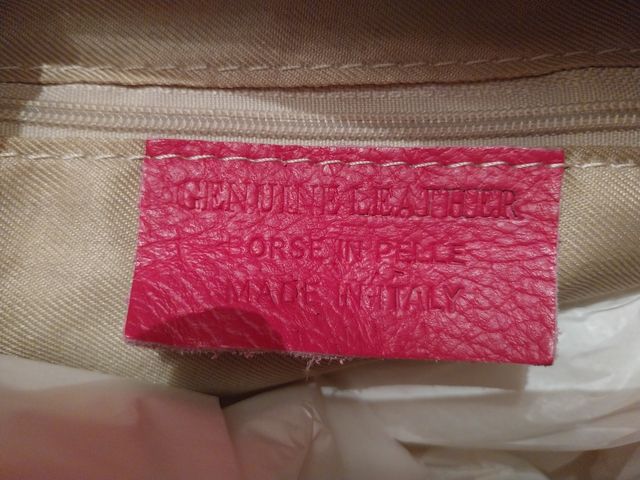 GENUINE LEATHER
BORSE IN PELLE
MADE IN ITALY